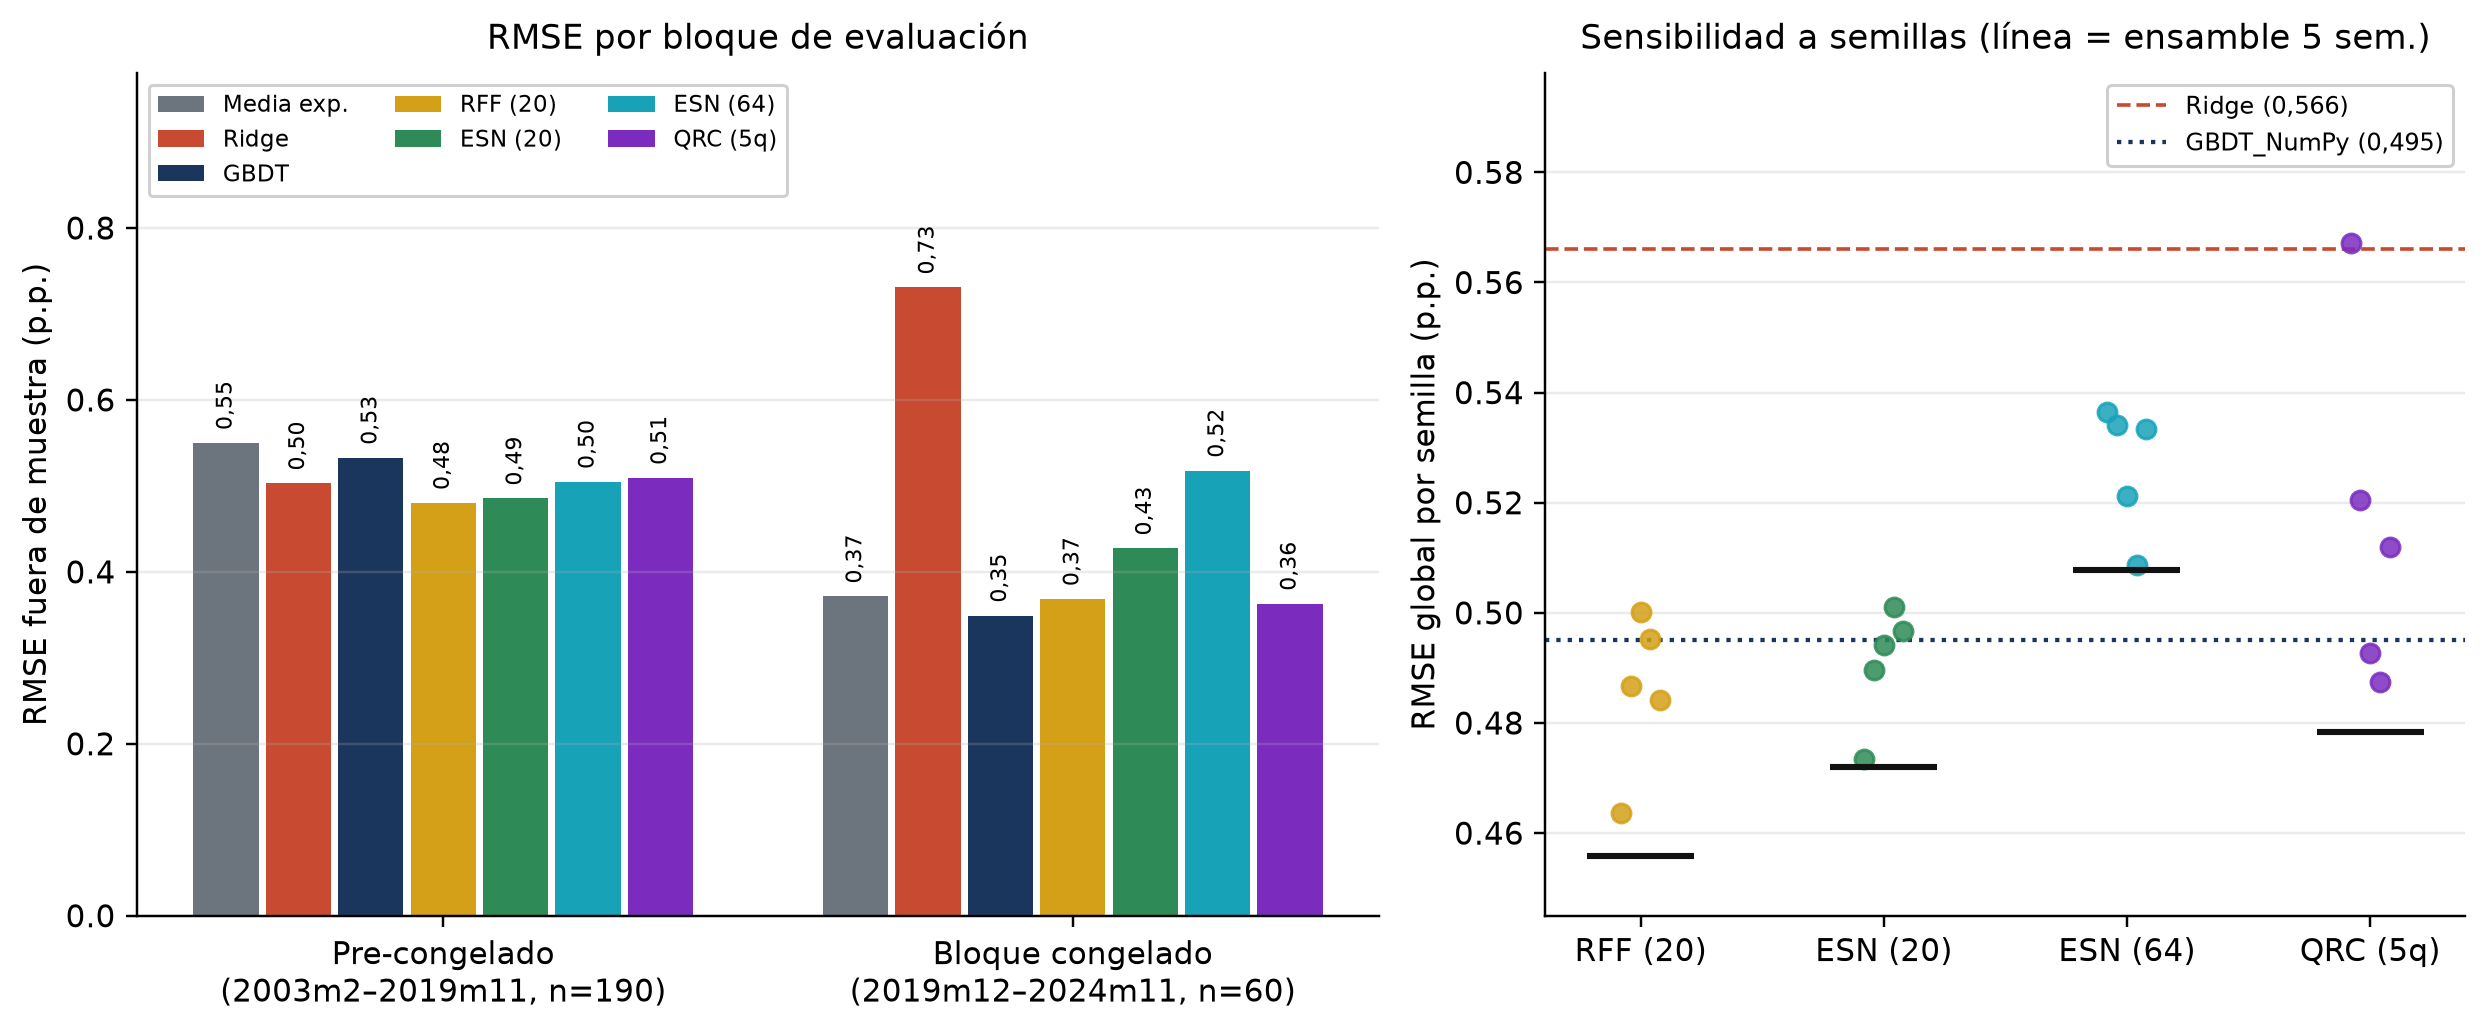 RMSE por bloque de evaluación
Media exp.
Ridge
GBDT
RFF (20)
ESN (20)
ESN (64)
QRC (5q)
RMSE fuera de muestra (p.p.)
0.8
0.6
0.4
0.2
0.0
0,55
0,50
0,53
0,48
0,49
0,50
0,51
0,37
0,73
0,35
0,37
0,43
0,52
0,36
Pre-congelado
(2003m2–2019m11, n=190)
Bloque congelado
(2019m12–2024m11, n=60)
Sensibilidad a semillas (línea = ensamble 5 sem.)
Ridge (0,566)
GBDT_NumPy (0,495)
RMSE global por semilla (p.p.)
0.58
0.56
0.54
0.52
0.50
0.48
0.46
RFF (20)
ESN (20)
ESN (64)
QRC (5q)